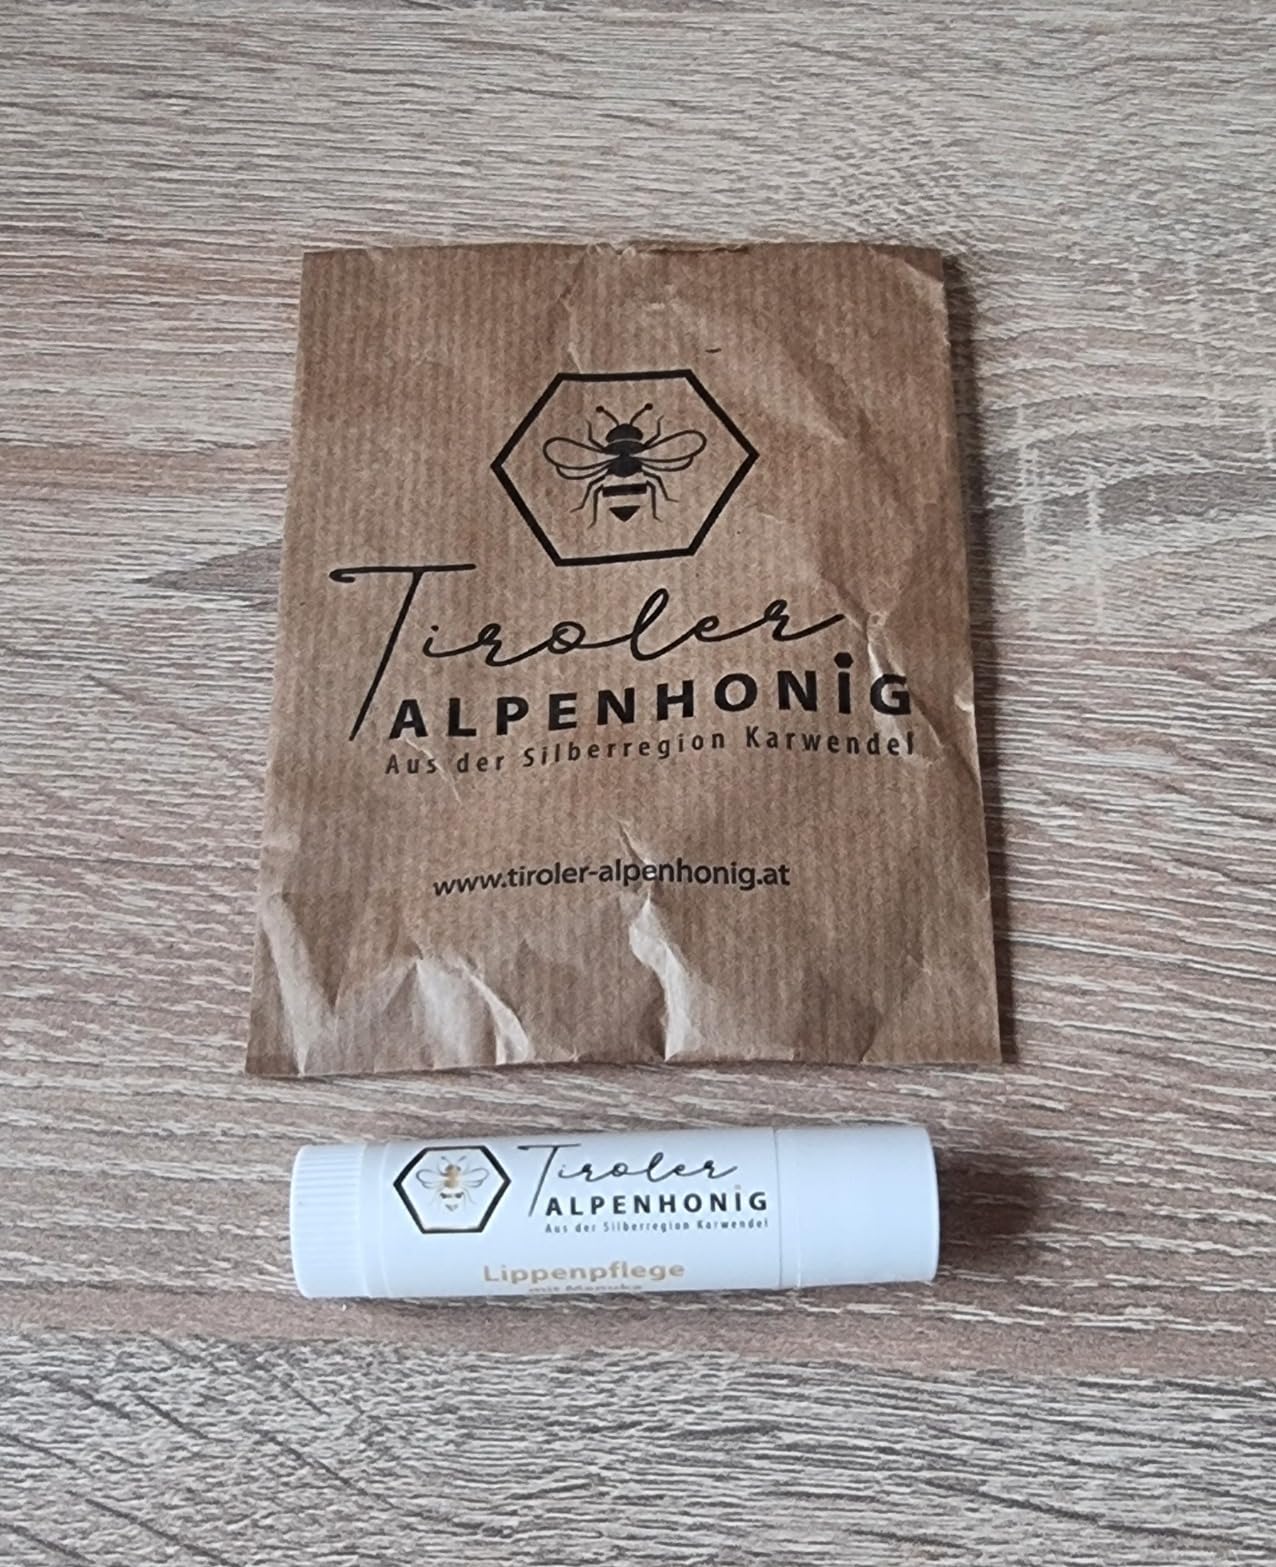 Tiroler
ALPENHONiG
Aus der Silberregion Karwendel
www.tiroler-alpenhonig.at
Tiroler
ALPENHONiG
Aus der Silberregion Karwendel
Lippenpflege